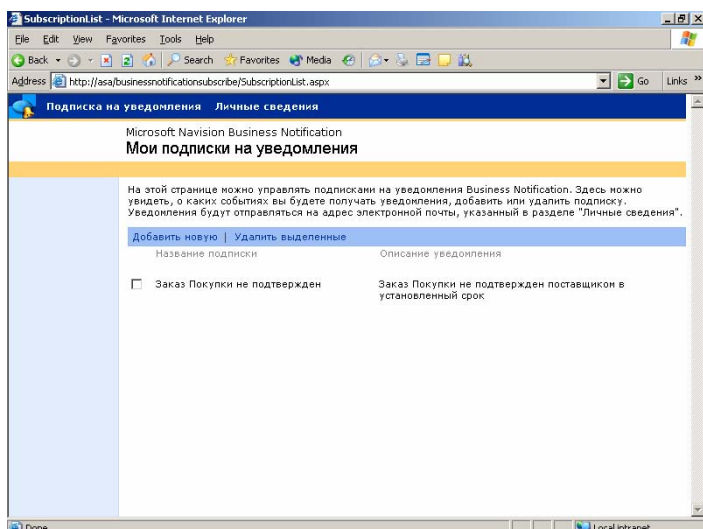 SubscriptionList - Microsoft Internet Explorer
File Edit View Favorites Tools Help
Back Search Favorites Media
Address http://asa/businessnotificationsubscribe/SubscriptionList.aspx Go Links »
Подписка на уведомления Личные сведения
Microsoft Navision Business Notification
Мои подписки на уведомления
На этой странице можно управлять подписками на уведомления Business Notification. Здесь можно
увидеть, о каких событиях вы будете получать уведомления, добавить или удалить подписку.
Уведомления будут отправляться на адрес электронной почты, указанный в разделе "Личные сведения".
Добавить новую | Удалить выделенные
Название подписки Описание уведомления
Заказ Покупки не подтвержден Заказ Покупки не подтвержден поставщиком в
установленный срок
Done Local intranet